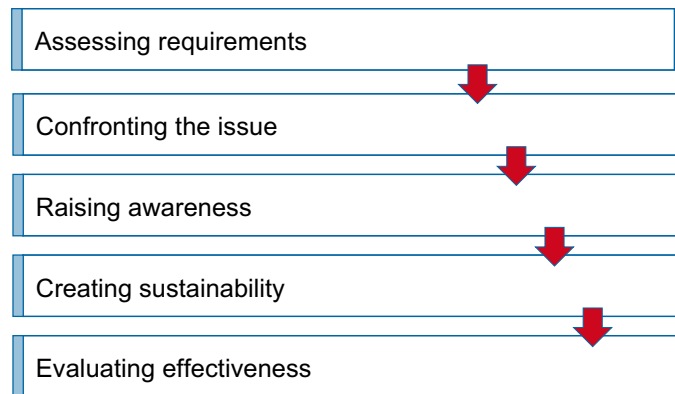 Assessing requirements
Confronting the issue
Raising awareness
Creating sustainability
Evaluating effectiveness